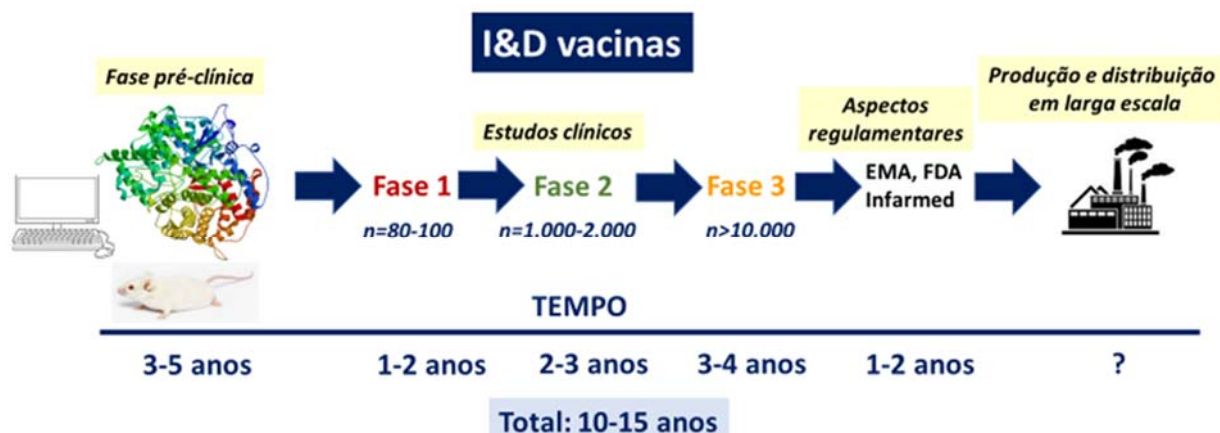 I&D vacinas
Fase pré-clínica
Estudos clínicos
Aspectos
regulamentares
Produção e distribuição
em larga escala
Fase 1
Fase 2
Fase 3
EMA, FDA
Infarmed
n=80-100
n=1.000-2.000
n>10.000
TEMPO
3-5 anos
1-2 anos
2-3 anos
3-4 anos
1-2 anos
?
Total: 10-15 anos